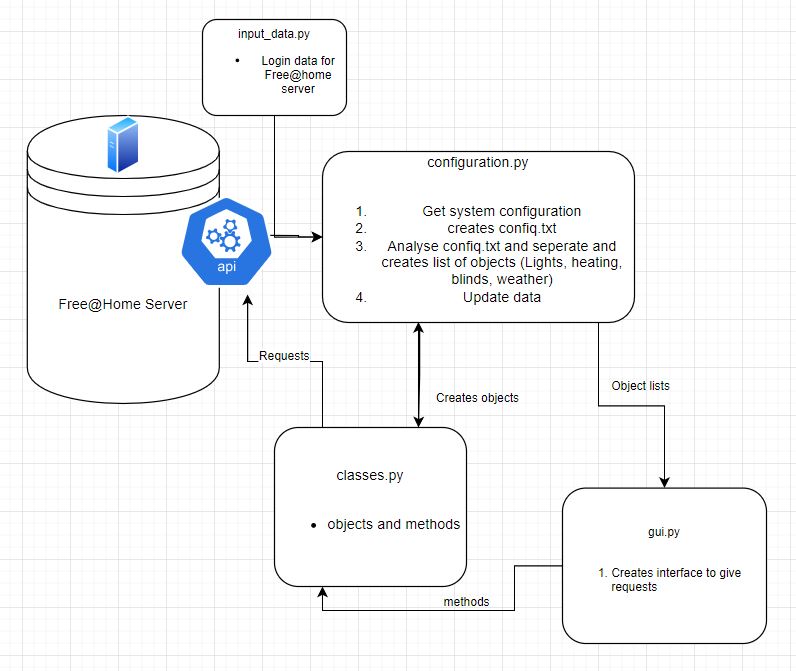 input_data.py
• Login data for
Free@home
server
configuration.py
1. Get system configuration
2. creates confiq.txt
3. Analyse confiq.txt and seperate and
creates list of objects (Lights, heating,
blinds, weather)
4. Update data
api
Free@Home Server
Requests
Creates objects
Object lists
classes.py
• objects and methods
gui.py
1. Creates interface to give
requests
methods